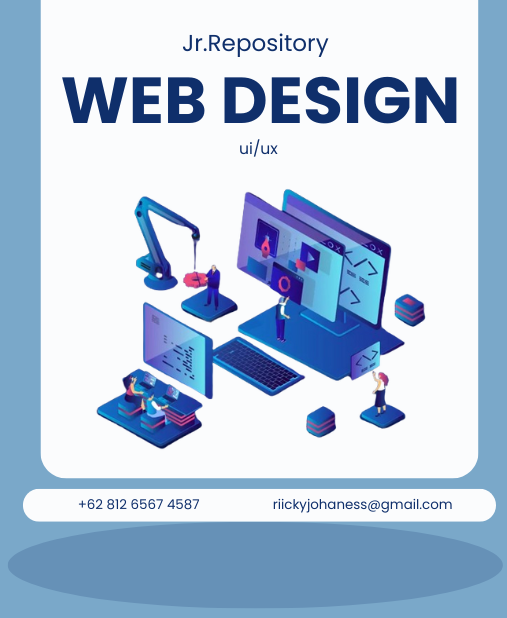 Jr.Repository
WEB DESIGN
ui/ux
</>
</>
+62 812 6567 4587
riickyjohaness@gmail.com